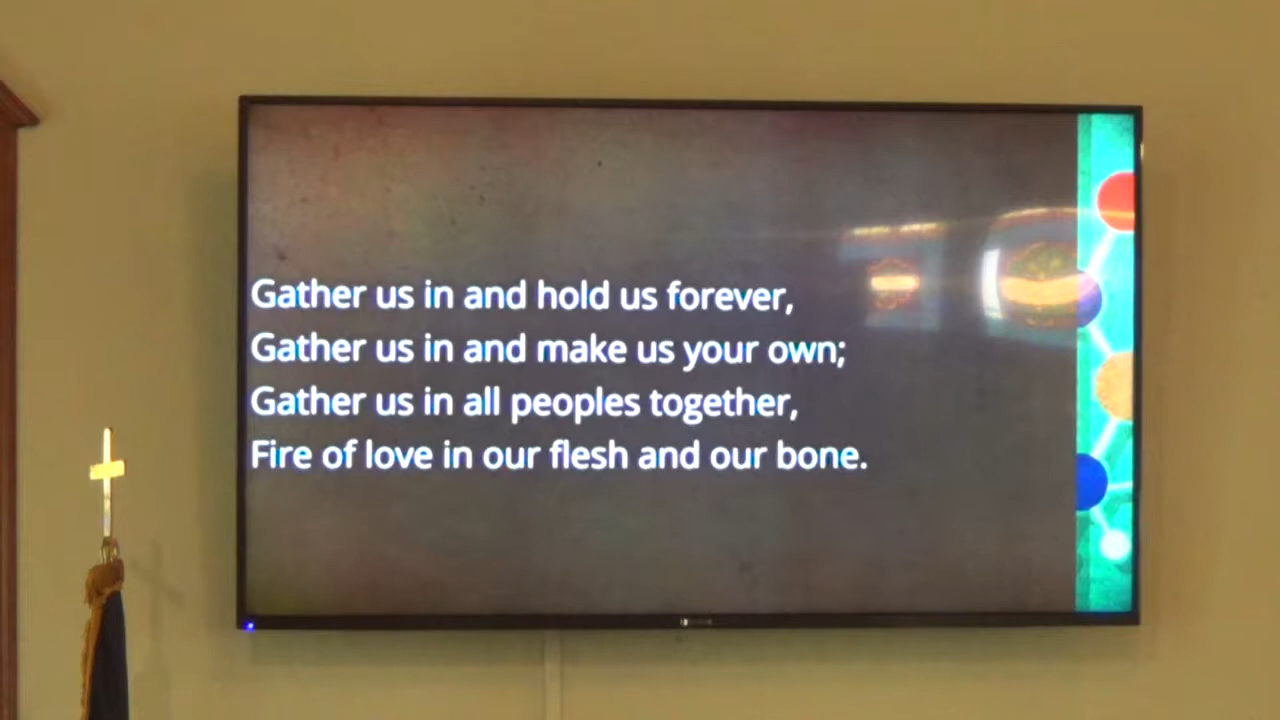 Gather us in and hold us forever,
Gather us in and make us your own;
Gather us in all peoples together,
Fire of love in our flesh and our bone.